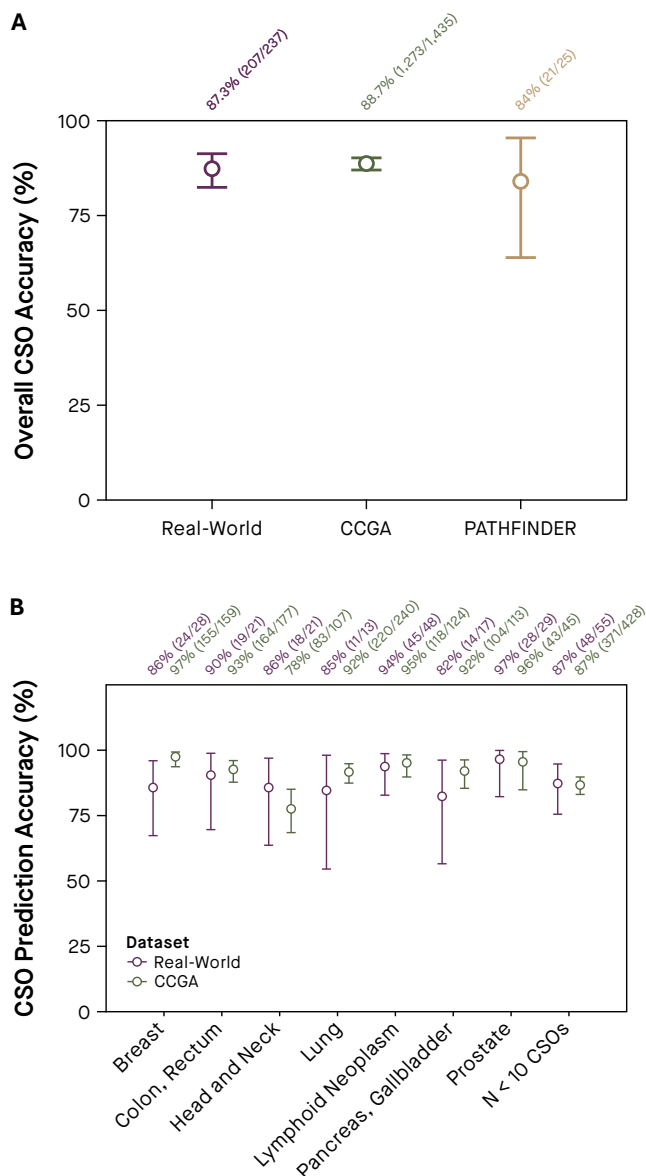 A
87.3% (207/237)
88.7% (1,273/1,435)
84% (21/25)
Overall CSO Accuracy (%)
100
75
50
25
0
Real-World
CCGA
PATHFINDER
B
86% (24/28)
97% (155/159)
90% (19/21)
93% (164/177)
86% (18/21)
78% (83/107)
85% (11/13)
92% (220/240)
94% (45/48)
95% (118/124)
82% (14/17)
92% (104/113)
97% (28/29)
96% (43/45)
87% (48/55)
87% (371/428)
CSO Prediction Accuracy (%)
100
75
50
25
0
Dataset
Real-World
CCGA
Breast
Colon, Rectum
Head and Neck
Lung
Lymphoid Neoplasm
Pancreas, Gallbladder
Prostate
N < 10 CSOs